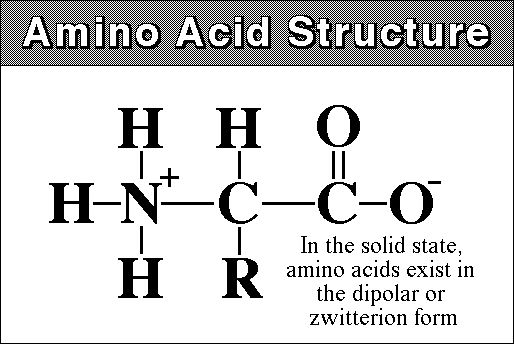 Amino Acid Structure
H H O
H–N+–C–C–O−
H R
In the solid state,
amino acids exist in
the dipolar or
zwitterion form